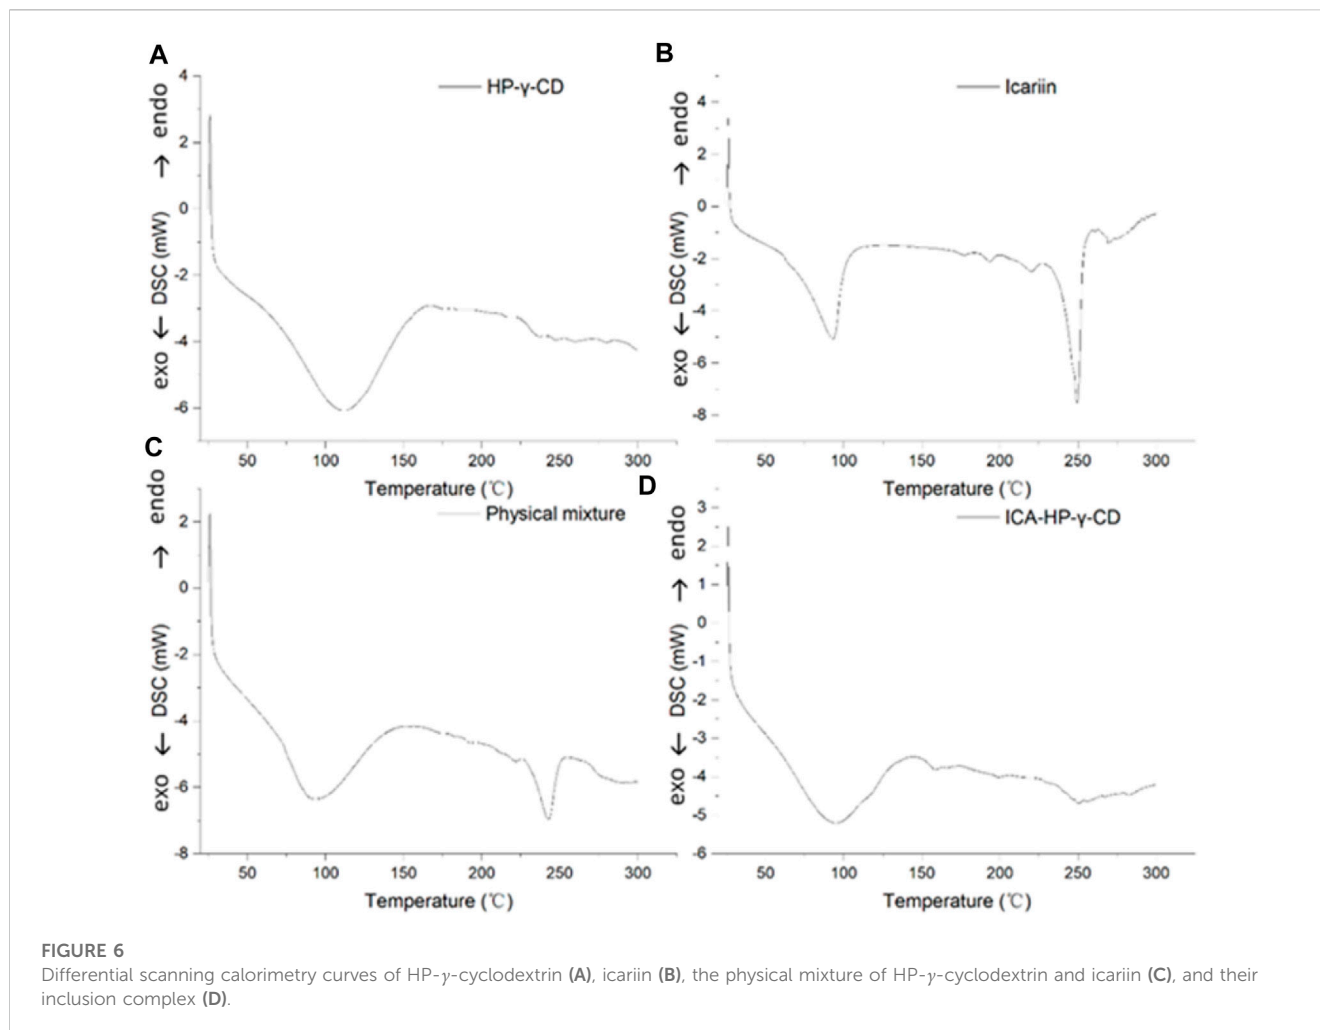 A
HP-γ-CD
endo
→
DSC (mW)
←
exo
4
2
0
-2
-4
-6
50 100 150 200 250 300
Temperature (℃)
B
Icariin
endo
→
DSC (mW)
←
exo
4
2
0
-2
-4
-6
-8
50 100 150 200 250 300
Temperature (℃)
C
Physical mixture
endo
→
DSC (mW)
←
exo
2
0
-2
-4
-6
-8
50 100 150 200 250 300
Temperature (℃)
D
ICA-HP-γ-CD
endo
→
DSC (mW)
←
exo
3
2
1
0
-1
-2
-3
-4
-5
-6
50 100 150 200 250 300
Temperature (℃)
FIGURE 6
Differential scanning calorimetry curves of HP-γ-cyclodextrin (A), icariin (B), the physical mixture of HP-γ-cyclodextrin and icariin (C), and their
inclusion complex (D).